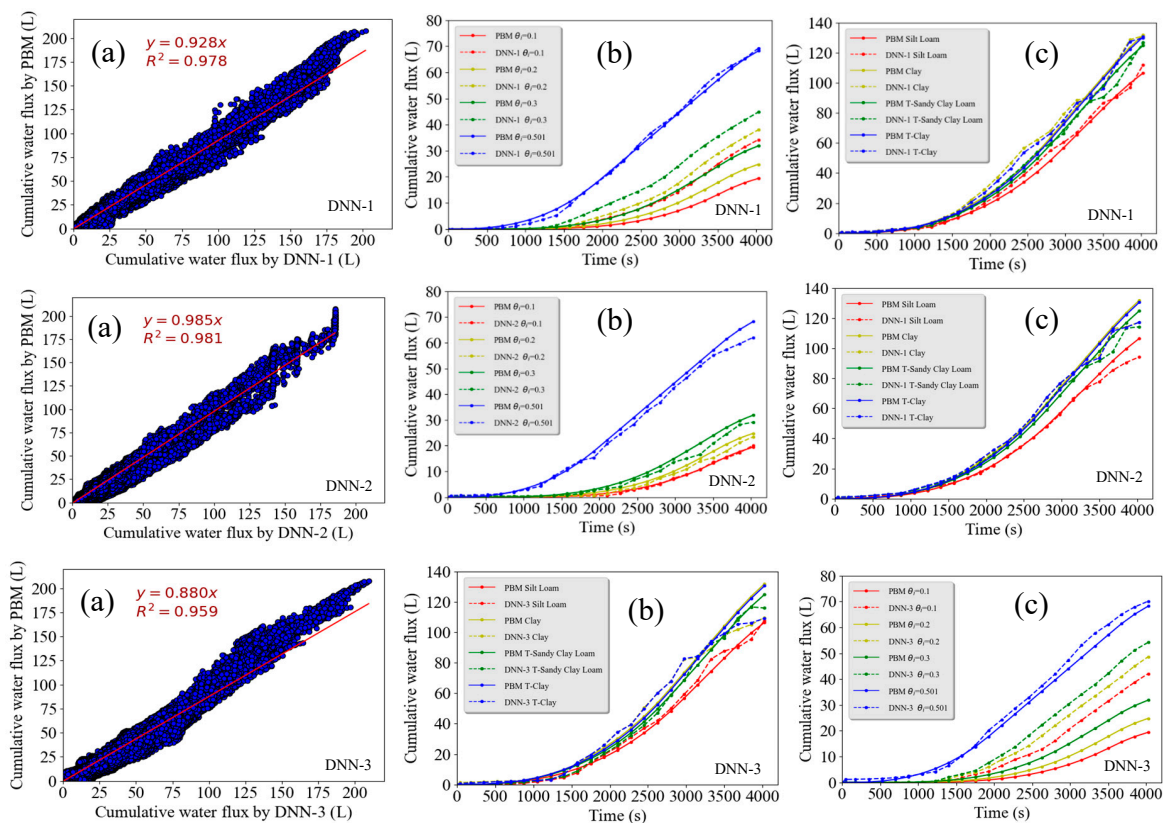 (a)
y = 0.928x
R² = 0.978
Cumulative water flux by PBM (L)
200
175
150
125
100
75
50
25
0
0 25 50 75 100 125 150 175 200
Cumulative water flux by DNN-1 (L)
DNN-1
(b)
PBM θI=0.1
DNN-1 θI=0.1
PBM θI=0.2
DNN-1 θI=0.2
PBM θI=0.3
DNN-1 θI=0.3
PBM θI=0.501
DNN-1 θI=0.501
Cumulative water flux (L)
80
70
60
50
40
30
20
10
0
0 500 1000 1500 2000 2500 3000 3500 4000
Time (s)
DNN-1
(c)
PBM Silt Loam
DNN-1 Silt Loam
PBM Clay
DNN-1 Clay
PBM T-Sandy Clay Loam
DNN-1 T-Sandy Clay Loam
PBM T-Clay
DNN-1 T-Clay
Cumulative water flux (L)
140
120
100
80
60
40
20
0
0 500 1000 1500 2000 2500 3000 3500 4000
Time (s)
DNN-1
(a)
y = 0.985x
R² = 0.981
Cumulative water flux by PBM (L)
200
175
150
125
100
75
50
25
0
0 25 50 75 100 125 150 175 200
Cumulative water flux by DNN-2 (L)
DNN-2
(b)
PBM θI=0.1
DNN-2 θI=0.1
PBM θI=0.2
DNN-2 θI=0.2
PBM θI=0.3
DNN-2 θI=0.3
PBM θI=0.501
DNN-2 θI=0.501
Cumulative water flux (L)
80
70
60
50
40
30
20
10
0
0 500 1000 1500 2000 2500 3000 3500 4000
Time (s)
DNN-2
(c)
PBM Silt Loam
DNN-1 Silt Loam
PBM Clay
DNN-1 Clay
PBM T-Sandy Clay Loam
DNN-1 T-Sandy Clay Loam
PBM T-Clay
DNN-1 T-Clay
Cumulative water flux (L)
140
120
100
80
60
40
20
0
0 500 1000 1500 2000 2500 3000 3500 4000
Time (s)
DNN-2
(a)
y = 0.880x
R² = 0.959
Cumulative water flux by PBM (L)
200
175
150
125
100
75
50
25
0
0 25 50 75 100 125 150 175 200
Cumulative water flux by DNN-3 (L)
DNN-3
(b)
PBM Silt Loam
DNN-3 Silt Loam
PBM Clay
DNN-3 Clay
PBM T-Sandy Clay Loam
DNN-3 T-Sandy Clay Loam
PBM T-Clay
DNN-3 T-Clay
Cumulative water flux (L)
140
120
100
80
60
40
20
0
0 500 1000 1500 2000 2500 3000 3500 4000
Time (s)
DNN-3
(c)
PBM θI=0.1
DNN-3 θI=0.1
PBM θI=0.2
DNN-3 θI=0.2
PBM θI=0.3
DNN-3 θI=0.3
PBM θI=0.501
DNN-3 θI=0.501
Cumulative water flux (L)
80
70
60
50
40
30
20
10
0
0 500 1000 1500 2000 2500 3000 3500 4000
Time (s)
DNN-3